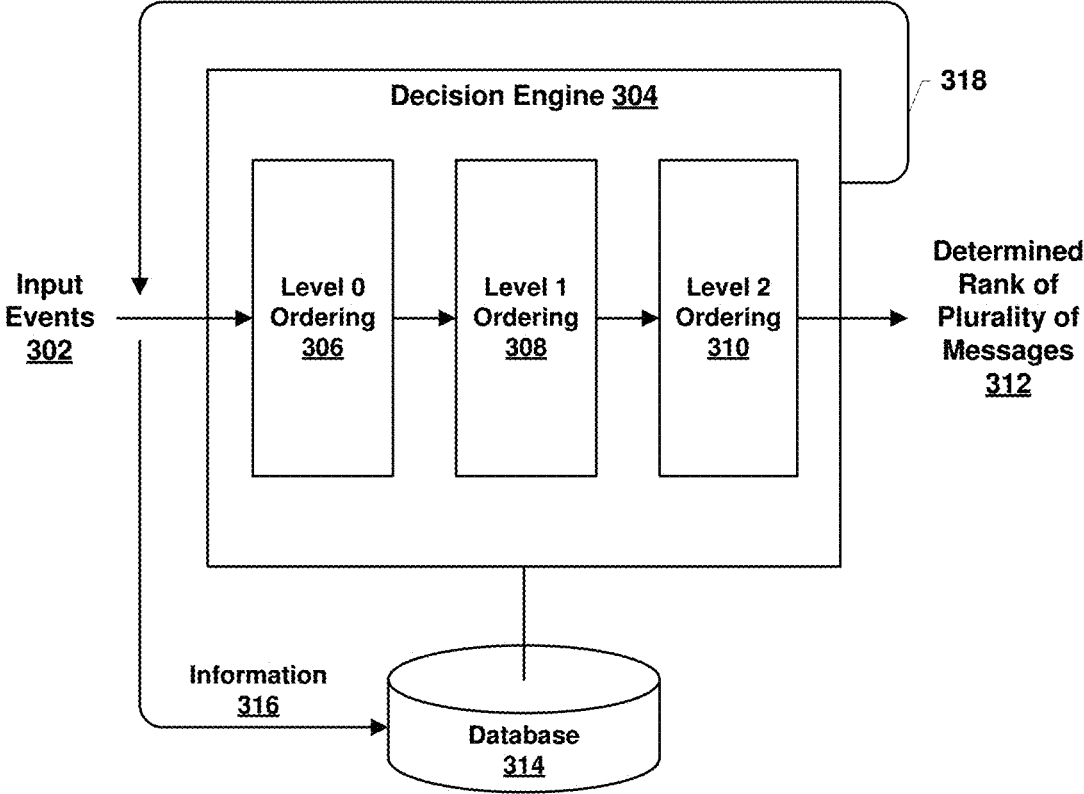 318
Decision Engine 304
Input
Events
302
Level 0
Ordering
306
Level 1
Ordering
308
Level 2
Ordering
310
Determined
Rank of
Plurality of
Messages
312
Information
316
Database
314